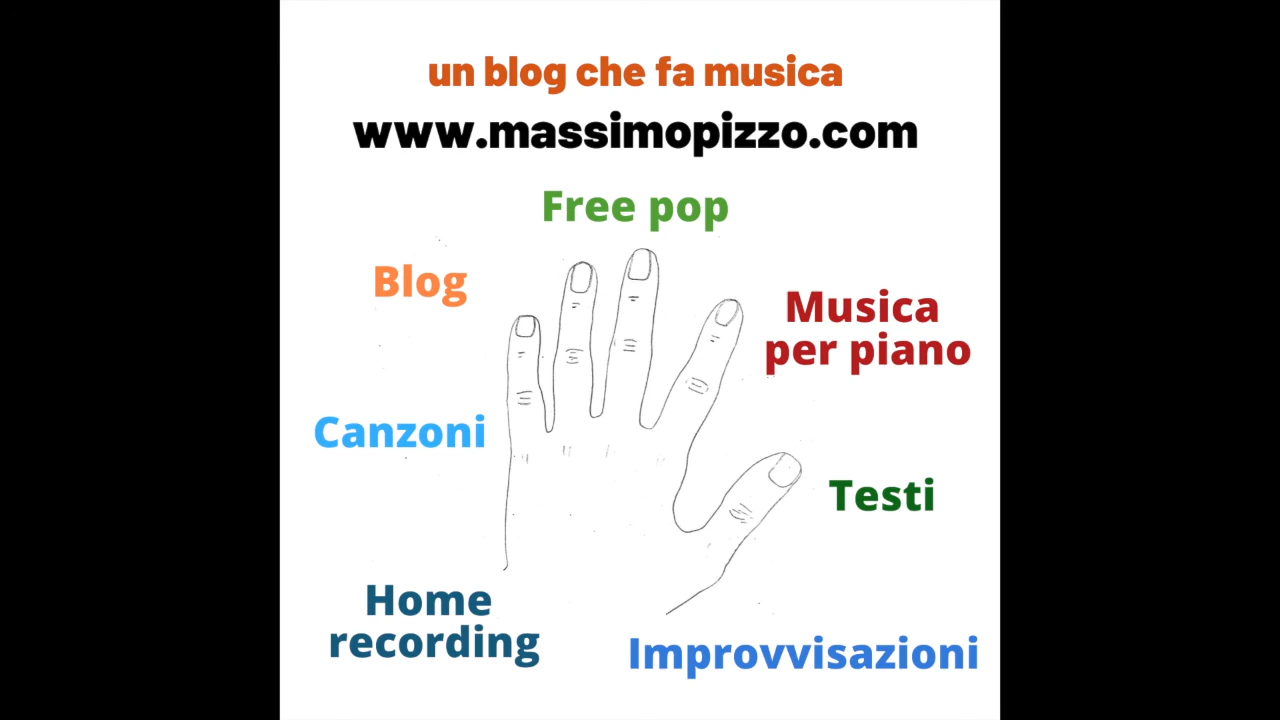 un blog che fa musica
www.massimopizzo.com
Free pop
Blog
Musica
per piano
Canzoni
Testi
Home
recording
Improvvisazioni